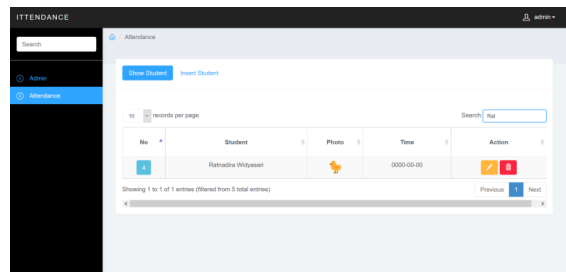 ITTENDANCE
admin
Search
/ Attendance
Admin
Attendance
Show Student Insert Student
10 records per page
Search: Rat
No Student Photo Time Action
4 Ratnadira Widyasari 0000-00-00
Showing 1 to 1 of 1 entries (filtered from 5 total entries)
Previous 1 Next